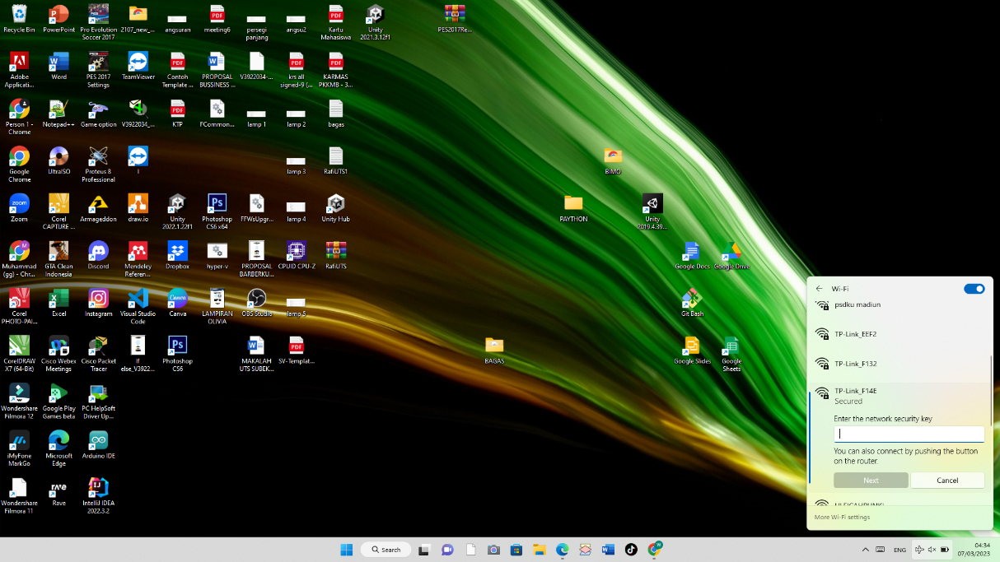 Recycle Bin
PowerPoint
Pro Evolution
Soccer 2017
2107_new_...
angsuran
meeting6
persegi
panjang
angsu2
Kartu
Mahasiswa
Unity
2021.3.12f1
PES2017Re...
Adobe
Applicati...
Word
PES 2017
Settings
TeamViewer
Contoh
Template ...
PROPOSAL
BUSSINESS ...
V3922034-...
krs all
signed-9 (...
KARMAS
PKKMB - 3...
Person 1 -
Chrome
Notepad++
Game option
V3922034_...
KTP
FCommon...
lamp 1
lamp 2
bagas
Google
Chrome
UltraISO
Proteus 8
Professional
lamp 3
RafiUTS1
BIMO
Zoom
Corel
CAPTURE ...
Armageddon
draw.io
Unity
2022.1.22f1
Photoshop
CS6 x64
FFWsUpgr...
lamp 4
Unity Hub
PAYTHON
Unity
2019.4.39...
Muhammad
(gg) - Chr...
GTA Clean
Indonesia
Discord
Mendeley
Referen...
Dropbox
hyper-v
PROPOSAL
BARBERKU...
CPUID CPU-Z
RafiUTS
Google Docs
Google Drive
Corel
PHOTO-PAI...
Excel
Instagram
Visual Studio
Code
Canva
LAMPIRAN
OLIVIA
OBS Studio
lamp 5
Git Bash
CorelDRAW
X7 (64-Bit)
Cisco Webex
Meetings
Cisco Packet
Tracer
If
else_V3922...
Photoshop
CS6
MAKALAH
UTS SUBEK...
SV-Templat...
BAGAS
Google Slides
Google
Sheets
Wondershare
Filmora 12
Google Play
Games beta
PC HelpSoft
Driver Up...
iMyFone
MarkGo
Microsoft
Edge
Arduino IDE
Wondershare
Filmora 11
Rave
IntelliJ IDEA
2022.3.2
Wi-Fi
psdku madiun
TP-Link_EEF2
TP-Link_F132
TP-Link_F14E
Secured
Enter the network security key
You can also connect by pushing the button
on the router.
Next
Cancel
More Wi-Fi settings
Search
ENG
04:34
07/03/2023